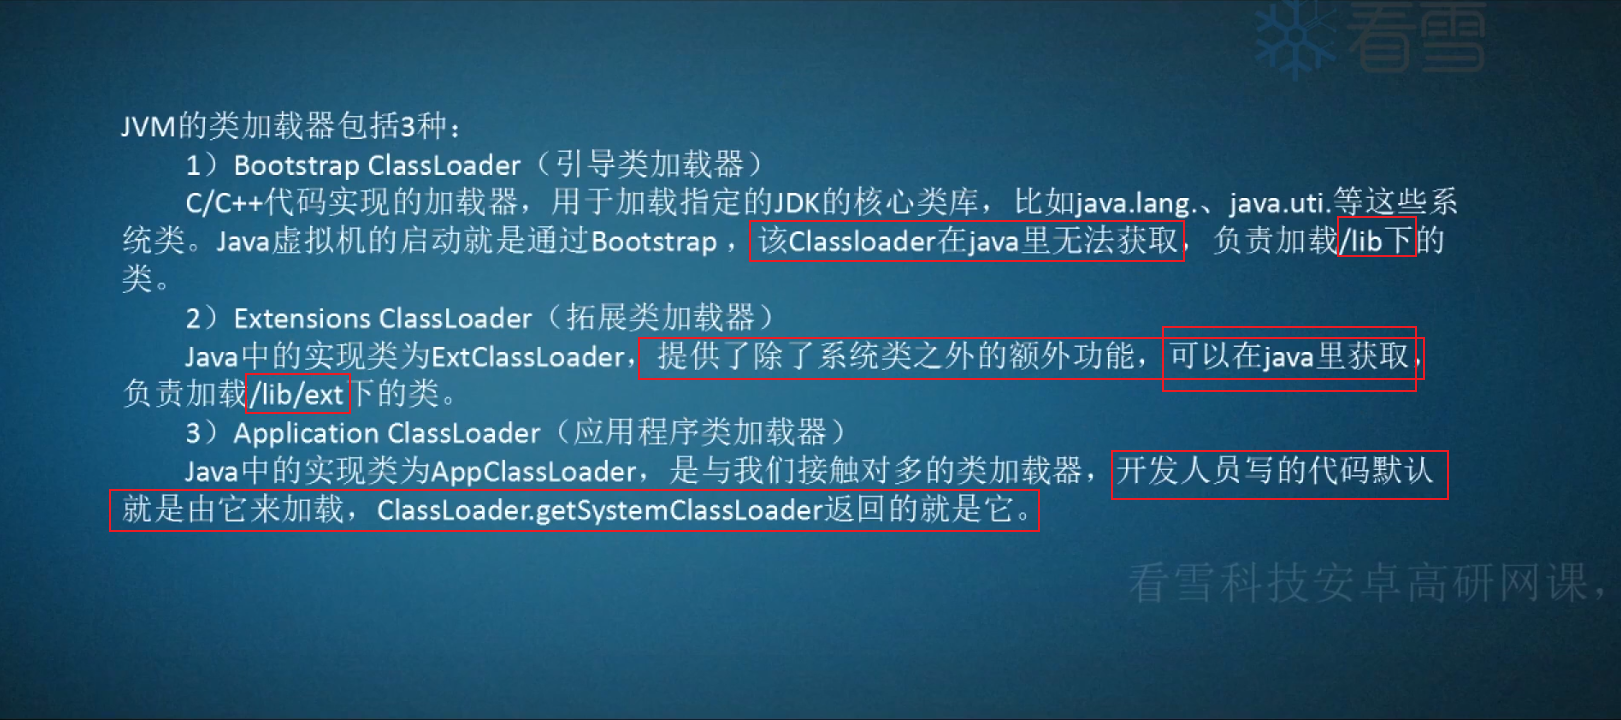 看雪
JVM的类加载器包括3种：
1）Bootstrap ClassLoader（引导类加载器）
C/C++代码实现的加载器，用于加载指定的JDK的核心类库，比如java.lang.、java.uti.等这些系
统类。Java虚拟机的启动就是通过Bootstrap ，该Classloader在java里无法获取，负责加载/lib下的
类。
2）Extensions ClassLoader（拓展类加载器）
Java中的实现类为ExtClassLoader，提供了除了系统类之外的额外功能，可以在java里获取，
负责加载/lib/ext下的类。
3）Application ClassLoader（应用程序类加载器）
Java中的实现类为AppClassLoader，是与我们接触对多的类加载器，开发人员写的代码默认
就是由它来加载，ClassLoader.getSystemClassLoader返回的就是它。
看雪科技安卓高研网课，